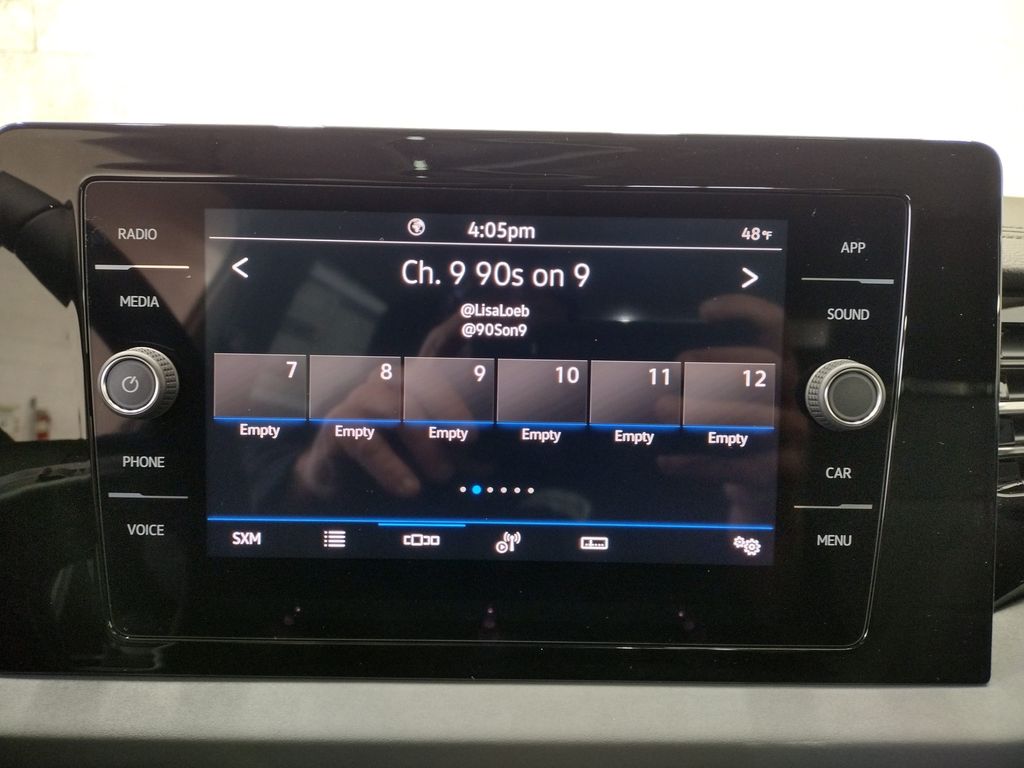 RADIO
MEDIA
PHONE
VOICE
4:05pm 48°F
< Ch. 9 90s on 9 >
@LisaLoeb
@90Son9
7 8 9 10 11 12
Empty Empty Empty Empty Empty Empty
SXM
APP
SOUND
CAR
MENU